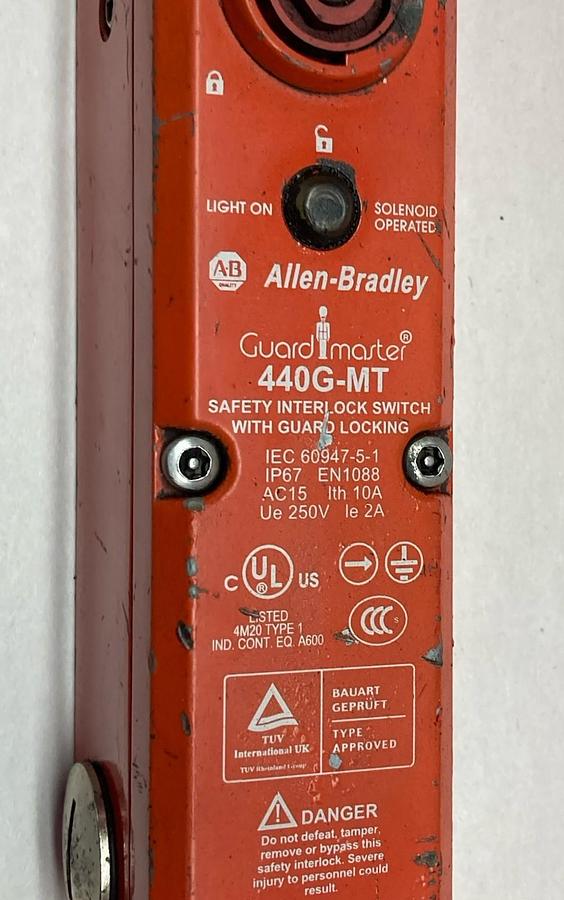 LIGHT ON
SOLENOID
OPERATED
A·B
QUALITY
Allen-Bradley
Guardmaster®
440G-MT
SAFETY INTERLOCK SWITCH
WITH GUARD LOCKING
IEC 60947-5-1
IP67 EN1088
AC15 Ith 10A
Ue 250V Ie 2A
C UL ® US
LISTED
4M20 TYPE 1
IND. CONT. EQ. A600
CCC S
TUV
International UK
TUV Rheinland Group
BAUART
GEPRÜFT
TYPE
APPROVED
DANGER
Do not defeat, tamper,
remove or bypass this
safety interlock. Severe
injury to personnel could
result.